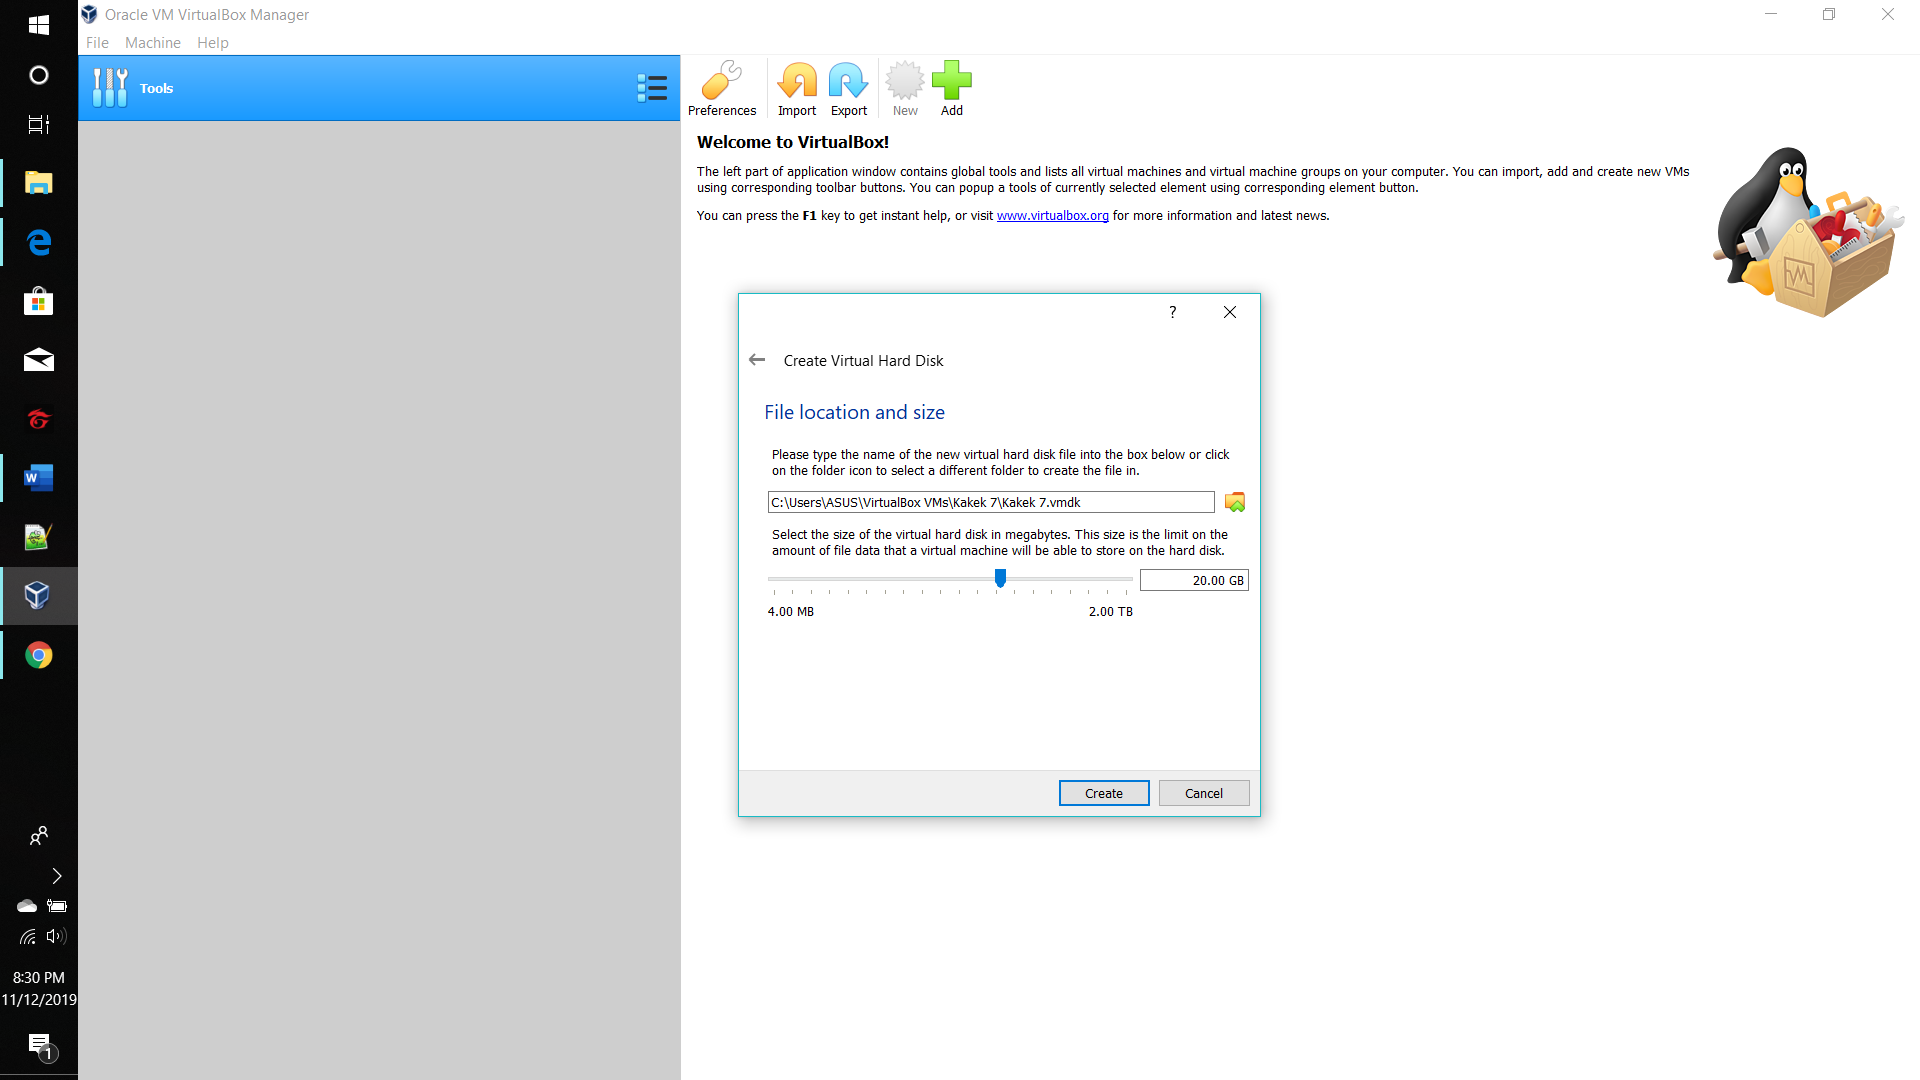 Oracle VM VirtualBox Manager
File Machine Help
Tools
Preferences Import Export New Add
Welcome to VirtualBox!
The left part of application window contains global tools and lists all virtual machines and virtual machine groups on your computer. You can import, add and create new VMs
using corresponding toolbar buttons. You can popup a tools of currently selected element using corresponding element button.
You can press the F1 key to get instant help, or visit www.virtualbox.org for more information and latest news.
?
Create Virtual Hard Disk
File location and size
Please type the name of the new virtual hard disk file into the box below or click
on the folder icon to select a different folder to create the file in.
C:\Users\ASUS\VirtualBox VMs\Kakek 7\Kakek 7.vmdk
Select the size of the virtual hard disk in megabytes. This size is the limit on the
amount of file data that a virtual machine will be able to store on the hard disk.
20.00 GB
4.00 MB 2.00 TB
Create Cancel
8:30 PM
11/12/2019
1